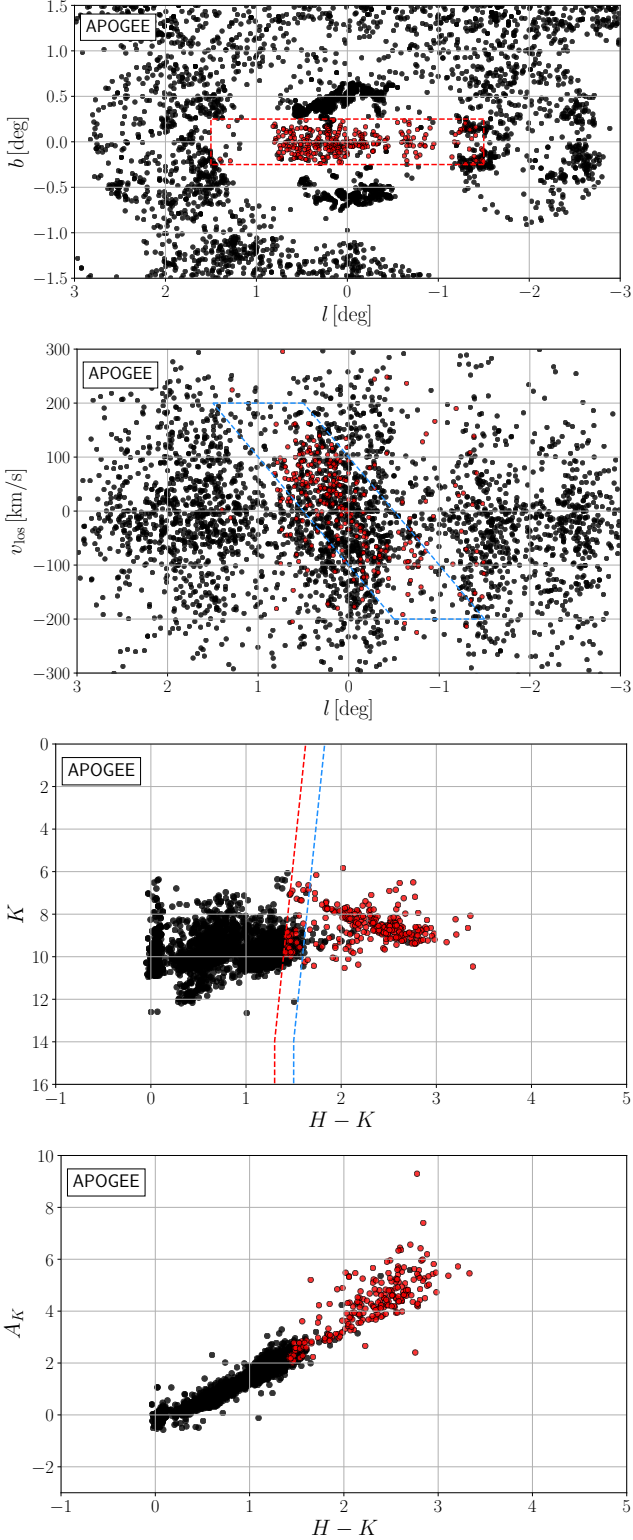 APOGEE
1.5
1.0
0.5
0.0
−0.5
−1.0
−1.5
b [deg]
3 2 1 0 −1 −2 −3
l [deg]
APOGEE
300
200
100
0
−100
−200
−300
v_los [km/s]
3 2 1 0 −1 −2 −3
l [deg]
APOGEE
0
2
4
6
8
10
12
14
16
K
−1 0 1 2 3 4 5
H − K
APOGEE
10
8
6
4
2
0
−2
A_K
−1 0 1 2 3 4 5
H − K